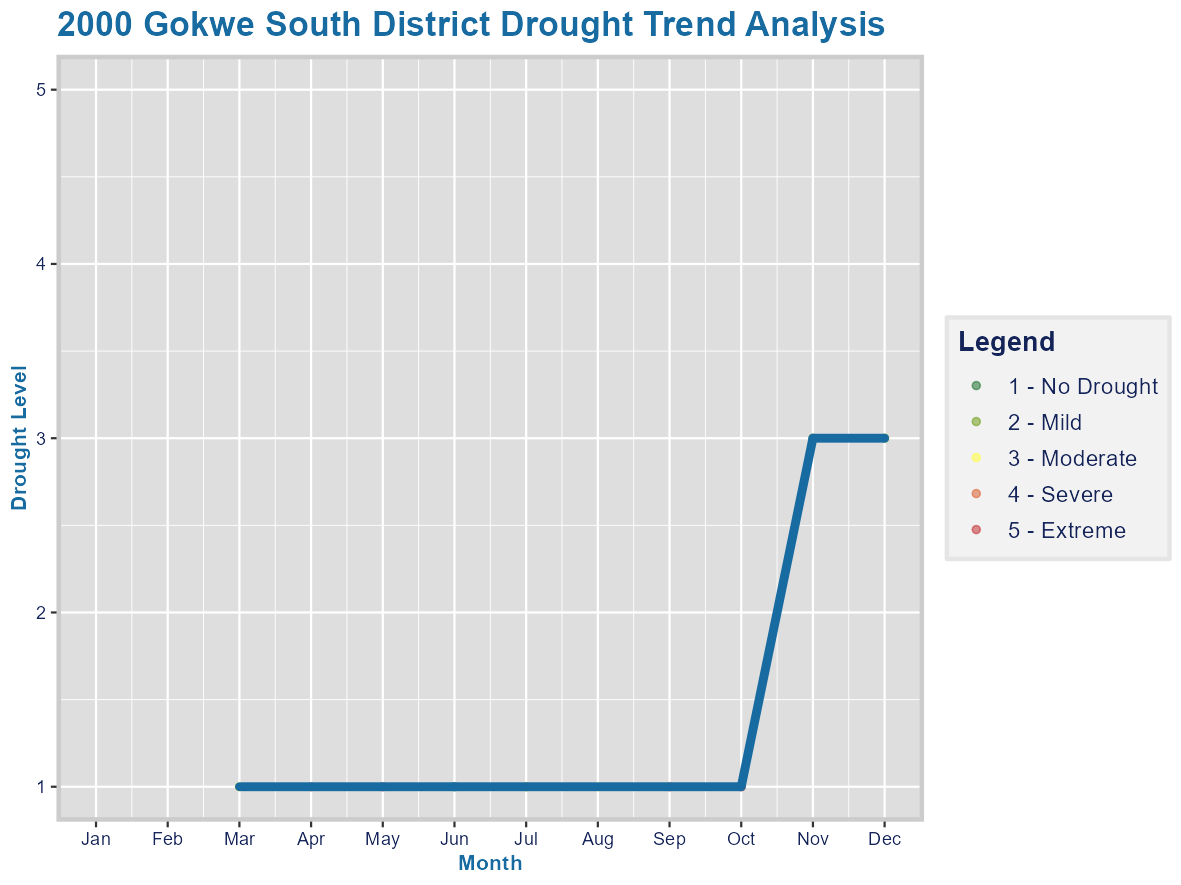 2000 Gokwe South District Drought Trend Analysis
Drought Level
5
4
3
2
1
Jan Feb Mar Apr May Jun Jul Aug Sep Oct Nov Dec
Month
Legend
1 - No Drought
2 - Mild
3 - Moderate
4 - Severe
5 - Extreme